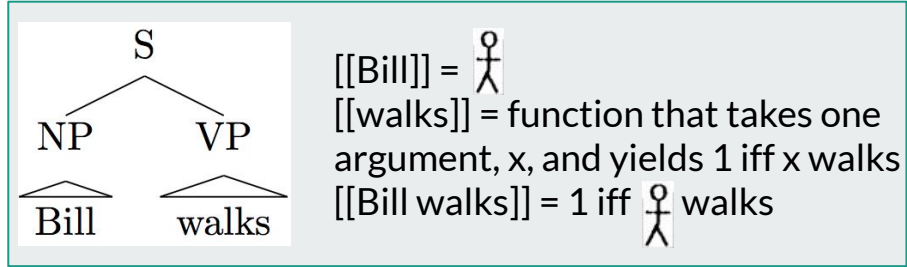 S
NP VP
Bill walks
[[Bill]] =
[[walks]] = function that takes one
argument, x, and yields 1 iff x walks
[[Bill walks]] = 1 iff walks